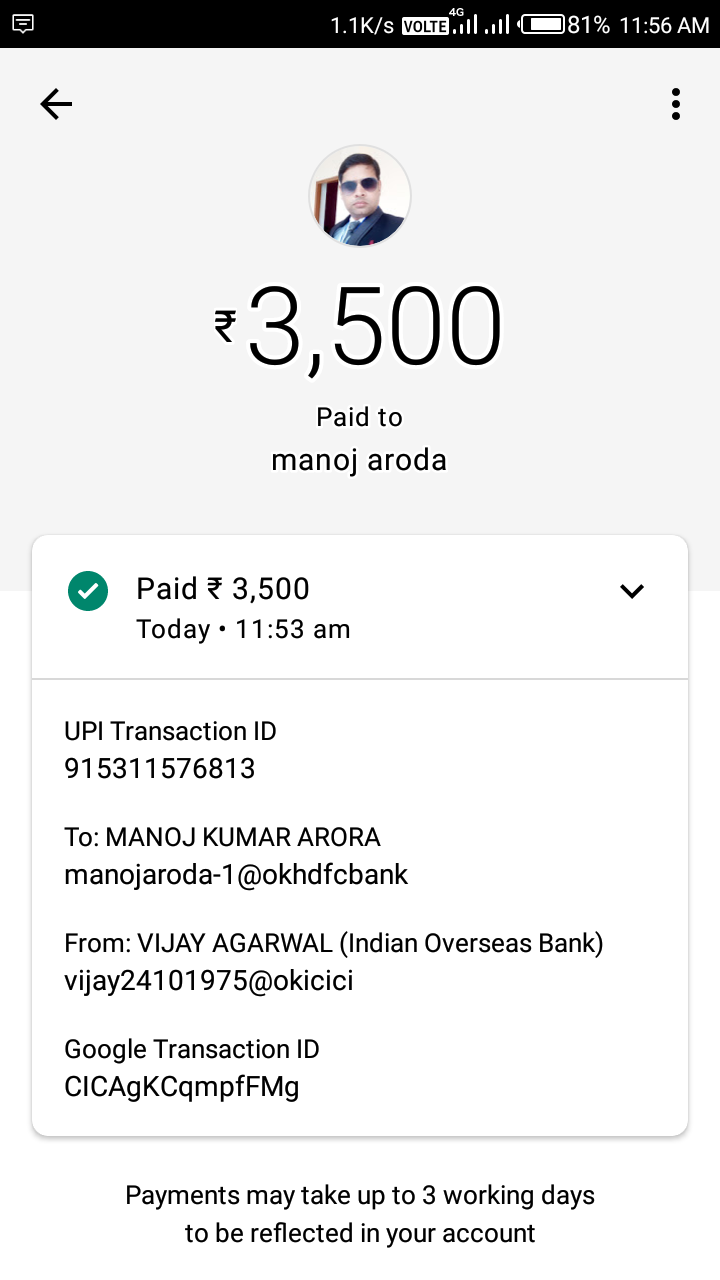 1.1K/s VOLTE 4G 81% 11:56 AM
₹3,500
Paid to
manoj aroda
Paid ₹ 3,500
Today • 11:53 am
UPI Transaction ID
915311576813
To: MANOJ KUMAR ARORA
manojaroda-1@okhdfcbank
From: VIJAY AGARWAL (Indian Overseas Bank)
vijay24101975@okicici
Google Transaction ID
CICAgKCqmpfFMg
Payments may take up to 3 working days
to be reflected in your account